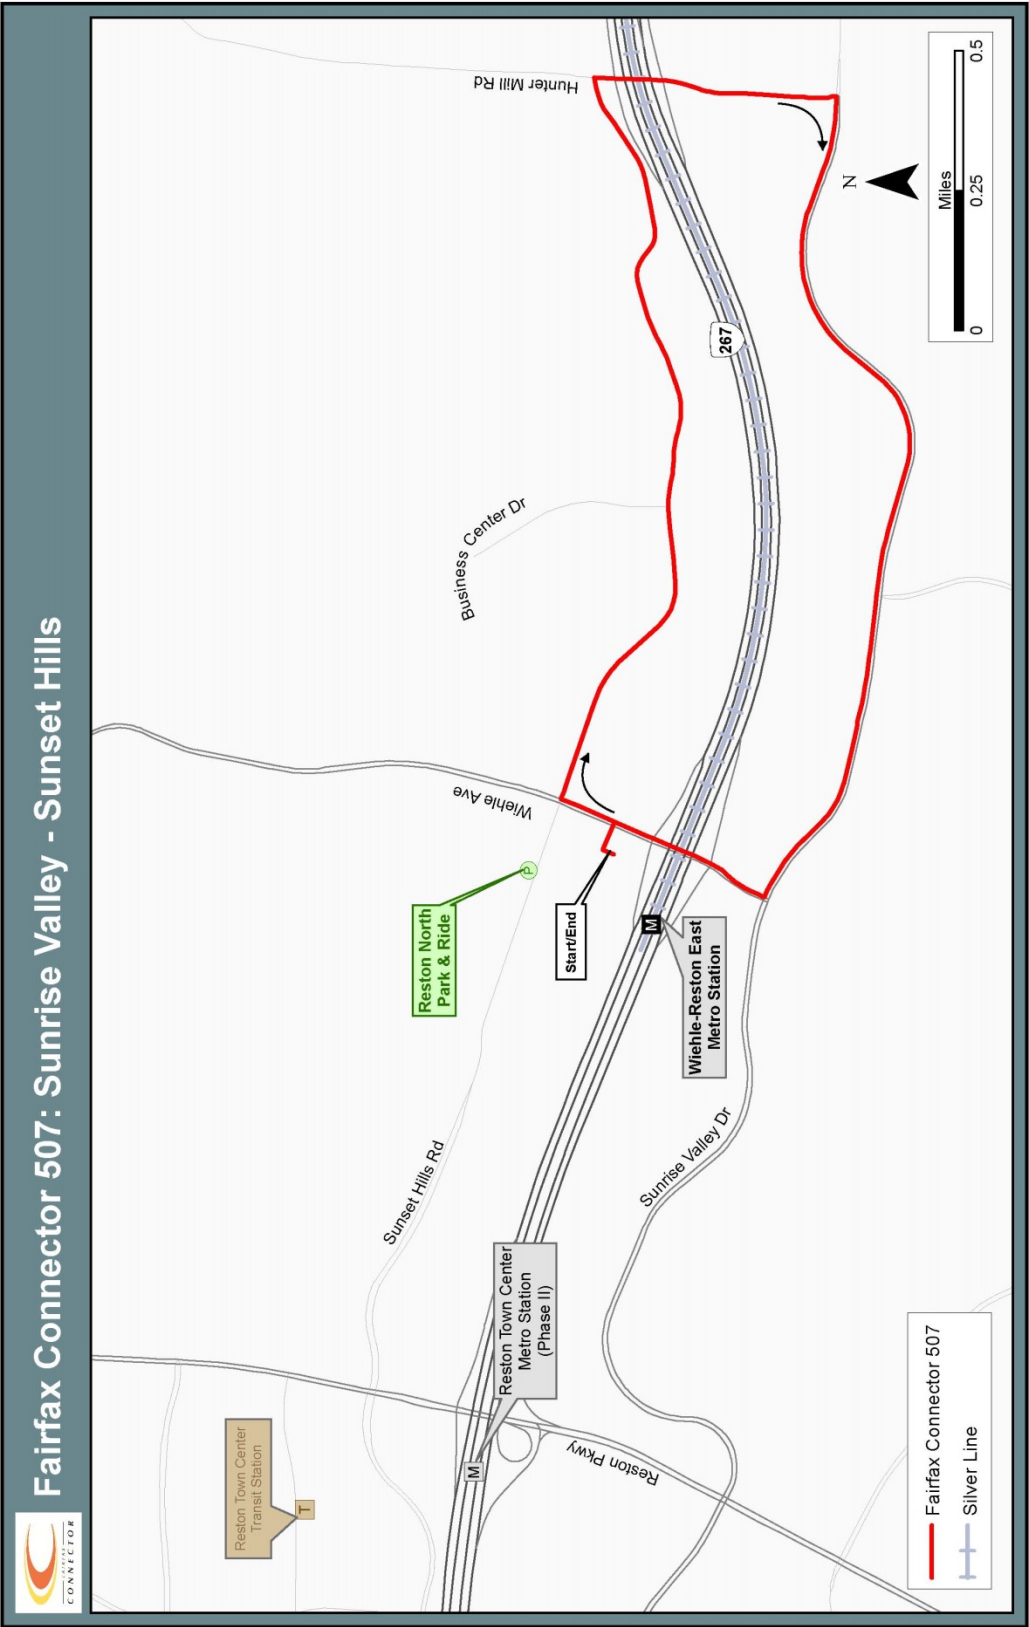 Fairfax Connector 507: Sunrise Valley - Sunset Hills
FAIRFAX
CONNECTOR
Reston Town Center
Transit Station
T
Sunset Hills Rd
Reston North
Park & Ride
P
Wiehle Ave
Business Center Dr
Hunter Mill Rd
Start/End
Reston Town Center
Metro Station
(Phase II)
M
Reston Pkwy
Sunrise Valley Dr
M
Wiehle-Reston East
Metro Station
267
N
Miles
0 0.25 0.5
Fairfax Connector 507
Silver Line